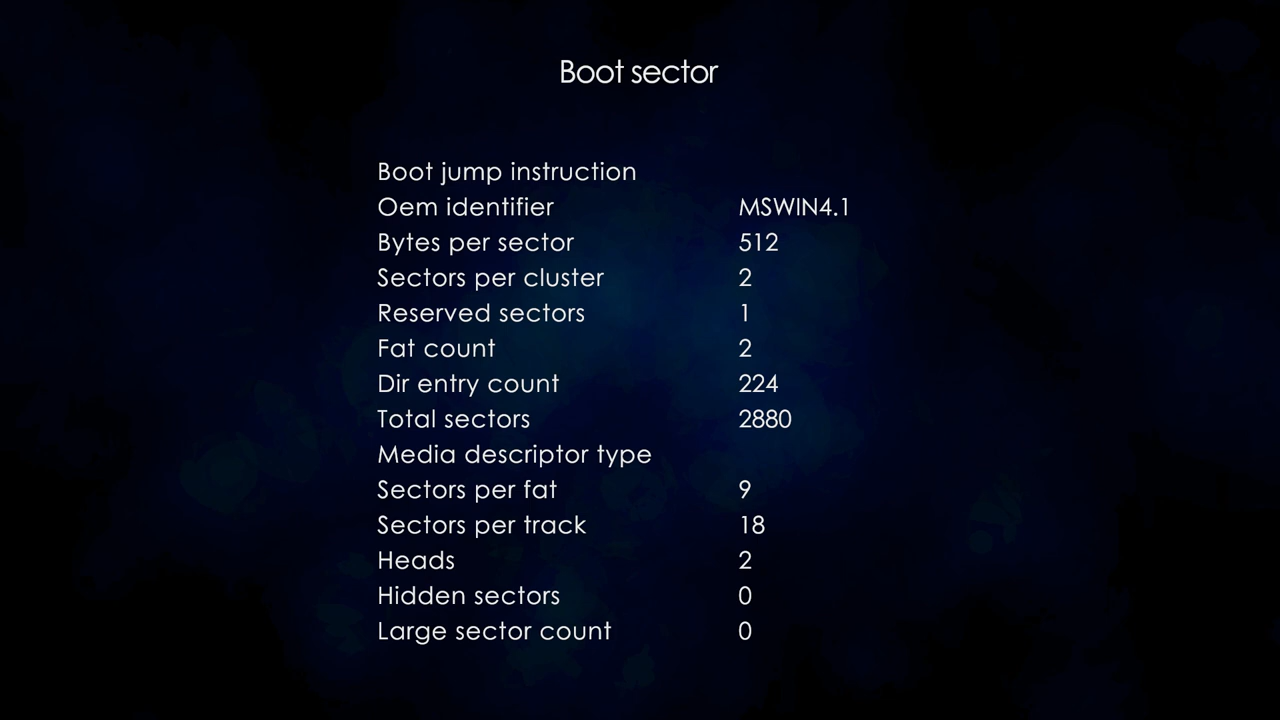 Boot sector
Boot jump instruction
Oem identifier MSWIN4.1
Bytes per sector 512
Sectors per cluster 2
Reserved sectors 1
Fat count 2
Dir entry count 224
Total sectors 2880
Media descriptor type
Sectors per fat 9
Sectors per track 18
Heads 2
Hidden sectors 0
Large sector count 0